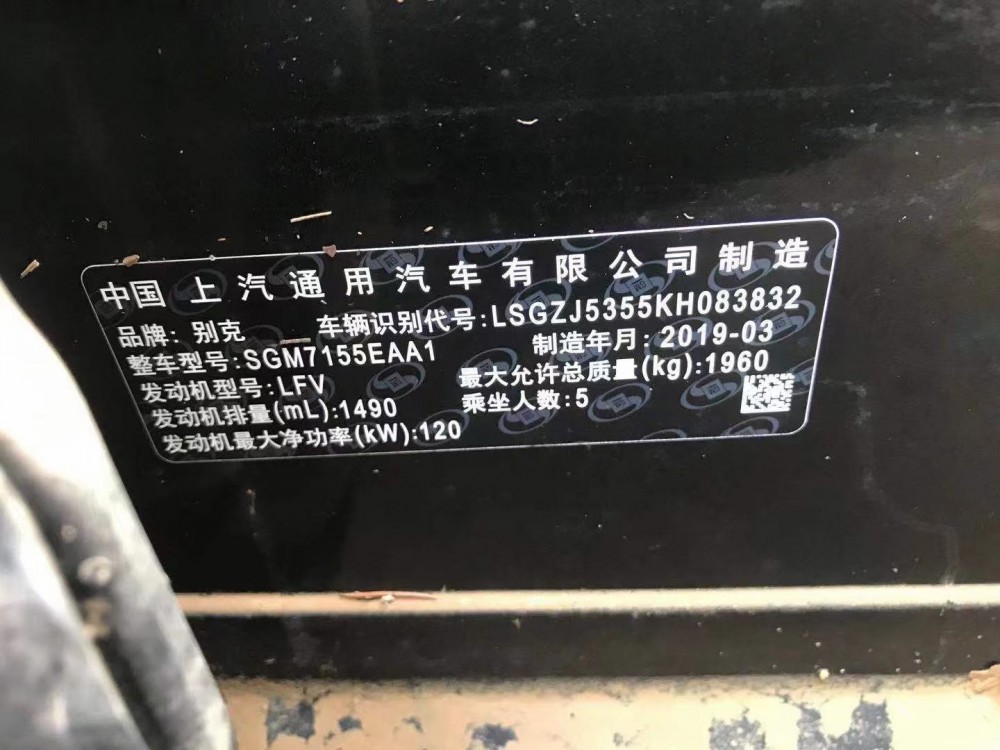 中国 上汽通用汽车有限公司制造
品牌: 别克 车辆识别代号:LSGZJ5355KH083832
整车型号:SGM7155EAA1 制造年月:2019-03
发动机型号:LFV 最大允许总质量(kg):1960
发动机排量(mL):1490 乘坐人数:5
发动机最大净功率(kW):120